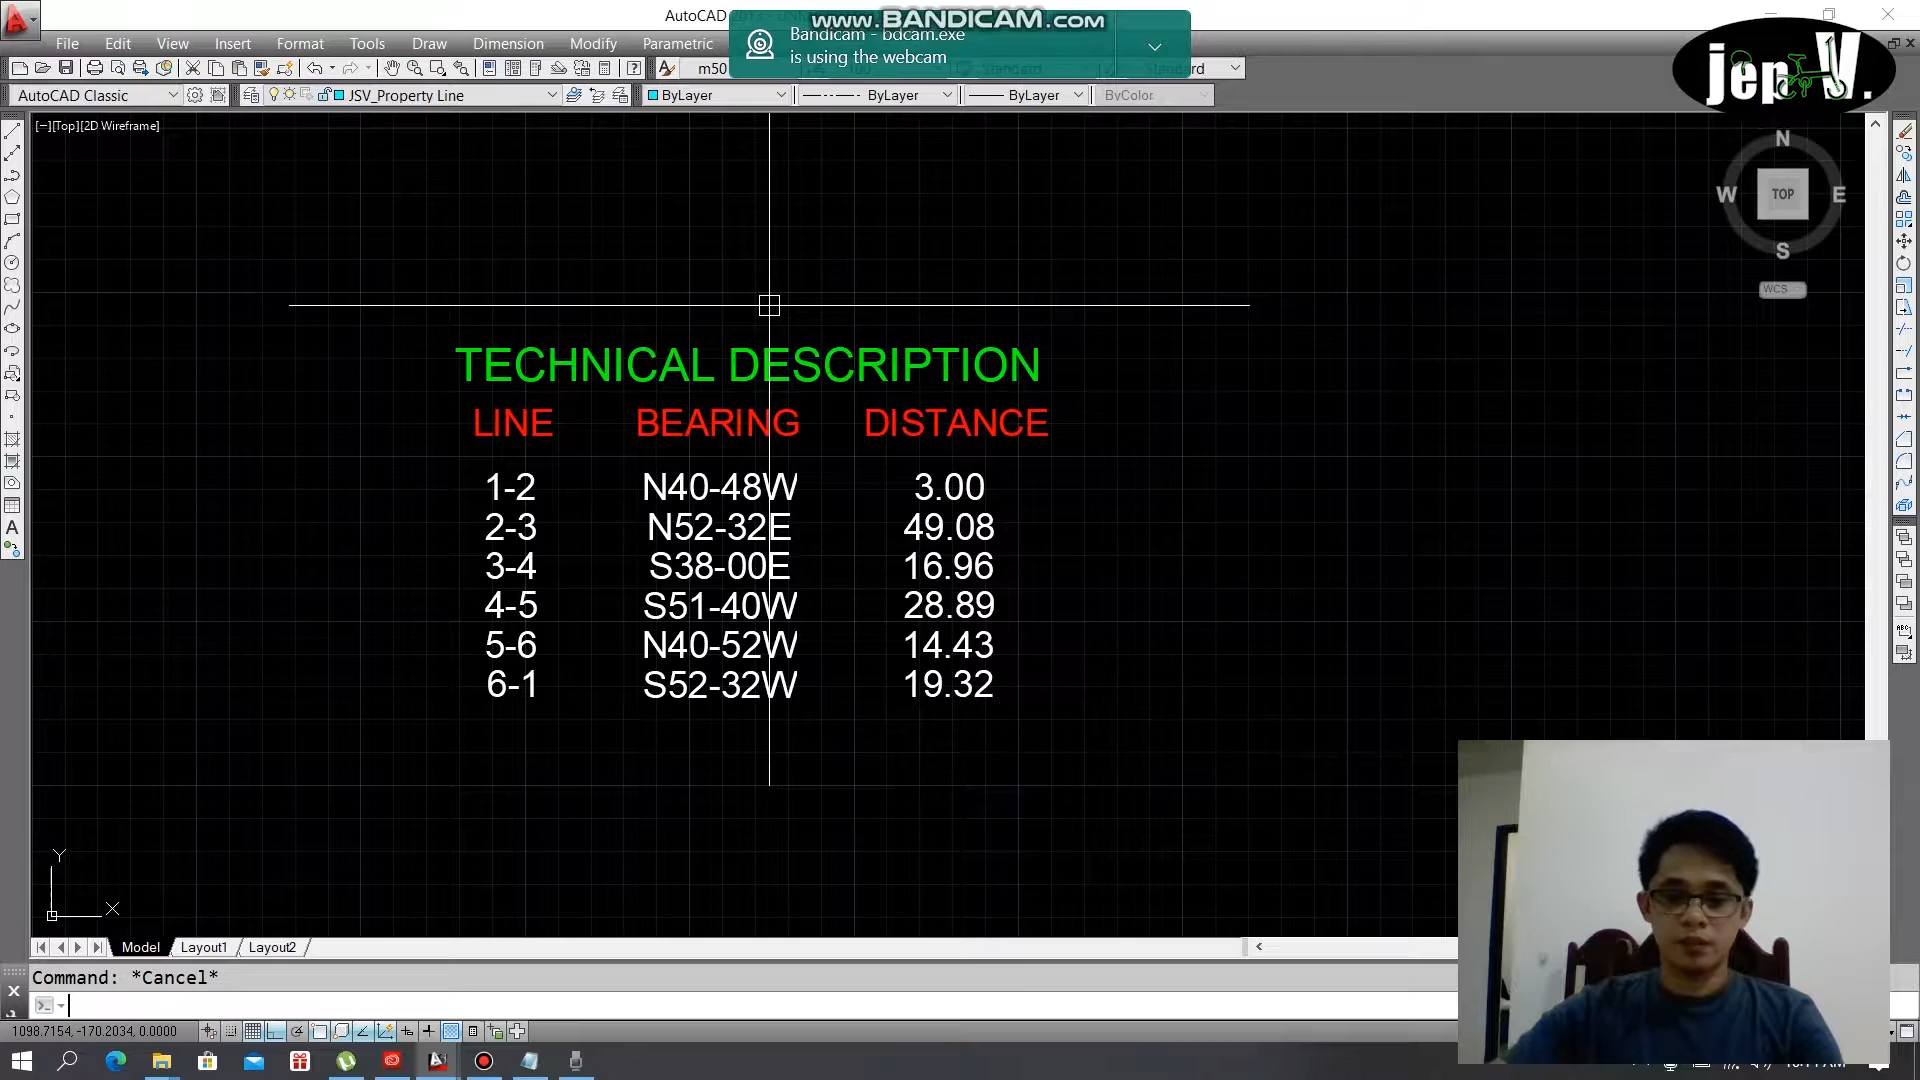 AutoCAD
www.BANDICAM.com
Bandicam - bdcam.exe
is using the webcam
jep V.
File Edit View Insert Format Tools Draw Dimension Modify Parametric
m50 Standard Standard
AutoCAD Classic JSV_Property Line ByLayer ByLayer ByLayer ByColor
[−][Top][2D Wireframe]
N
W TOP E
S
WCS
TECHNICAL DESCRIPTION
LINE BEARING DISTANCE
1-2 N40-48W 3.00
2-3 N52-32E 49.08
3-4 S38-00E 16.96
4-5 S51-40W 28.89
5-6 N40-52W 14.43
6-1 S52-32W 19.32
Y
X
Model Layout1 Layout2
Command: *Cancel*
1098.7154, -170.2034, 0.0000